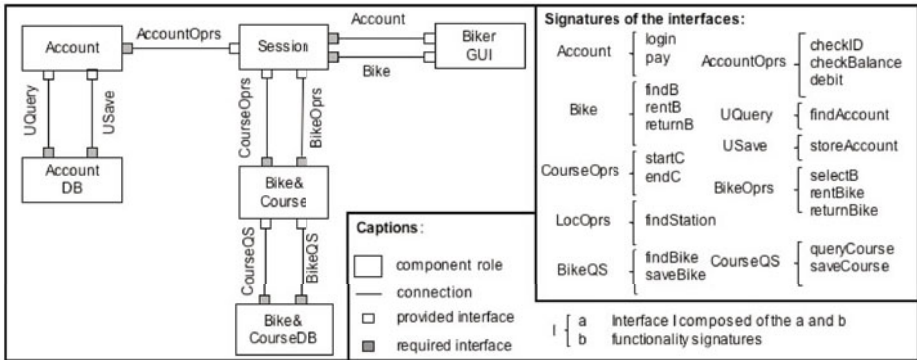 Account
AccountOprs
Session
Account
Bike
Biker
GUI
UQuery
USave
Account
DB
CourseOprs
BikeOprs
Bike&
Course
CourseQS
BikeQS
Bike&
CourseDB
Captions:
component role
connection
provided interface
required interface
Signatures of the interfaces:
Account
login
pay
Bike
findB
rentB
returnB
CourseOprs
startC
endC
LocOprs
findStation
BikeQS
findBike
saveBike
AccountOprs
checkID
checkBalance
debit
UQuery
findAccount
USave
storeAccount
BikeOprs
selectB
rentBike
returnBike
CourseQS
queryCourse
saveCourse
I
a
b
Interface I composed of the a and b
functionality signatures